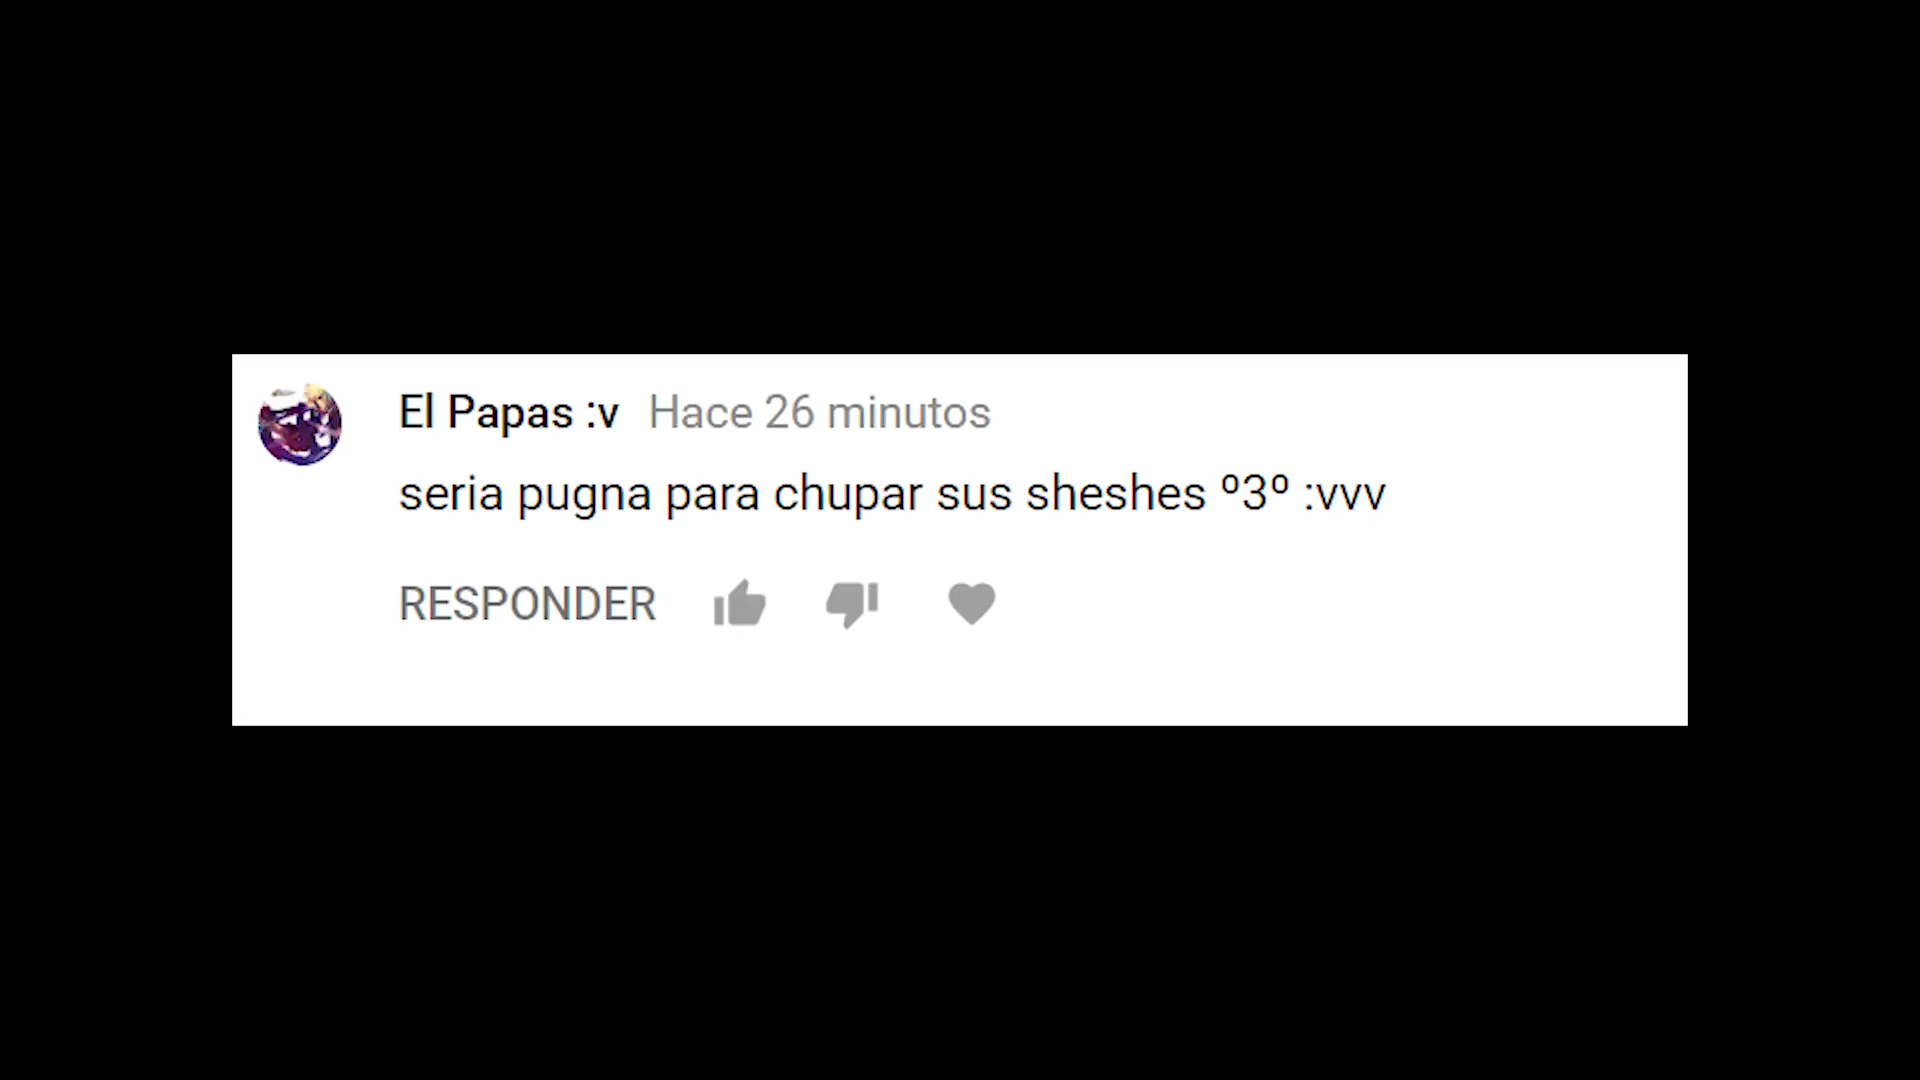 El Papas :v Hace 26 minutos
seria pugna para chupar sus sheshes º3º :vvv
RESPONDER